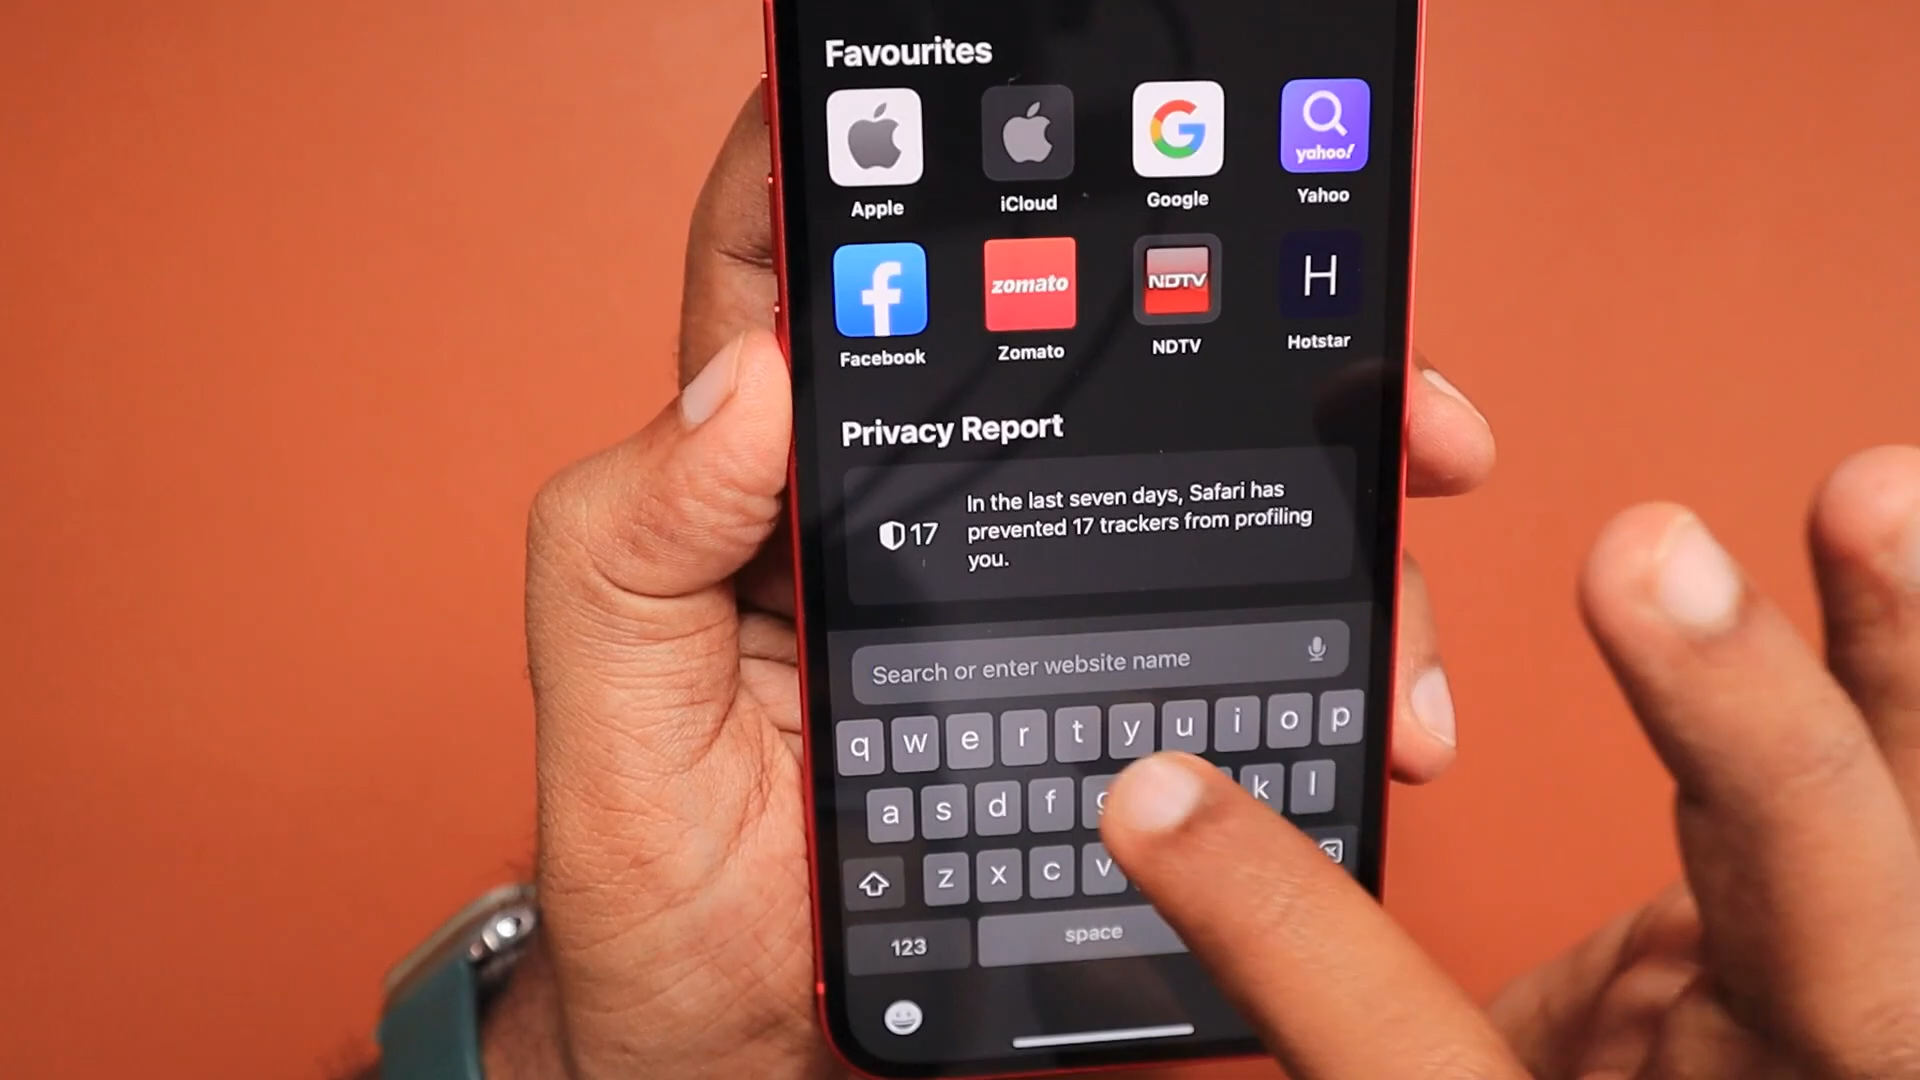 Favourites
yahoo!
Apple
iCloud
Google
Yahoo
f
zomato
NDTV
H
Facebook
Zomato
NDTV
Hotstar
Privacy Report
17
In the last seven days, Safari has
prevented 17 trackers from profiling
you.
Search or enter website name
q w e r t y u i o p
a s d f g k l
z x c v
123
space